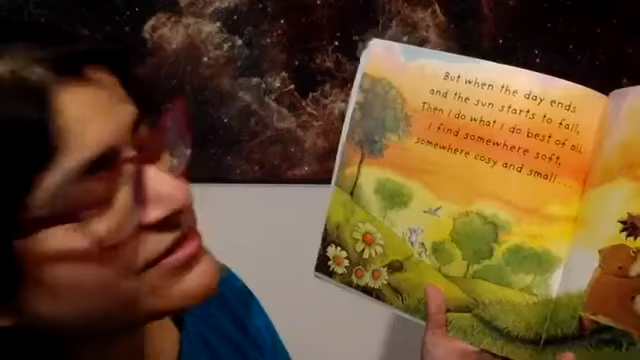 But when the day ends
and the sun starts to fall,
Then I do what I do best of all.
I find somewhere soft,
somewhere cosy and small...